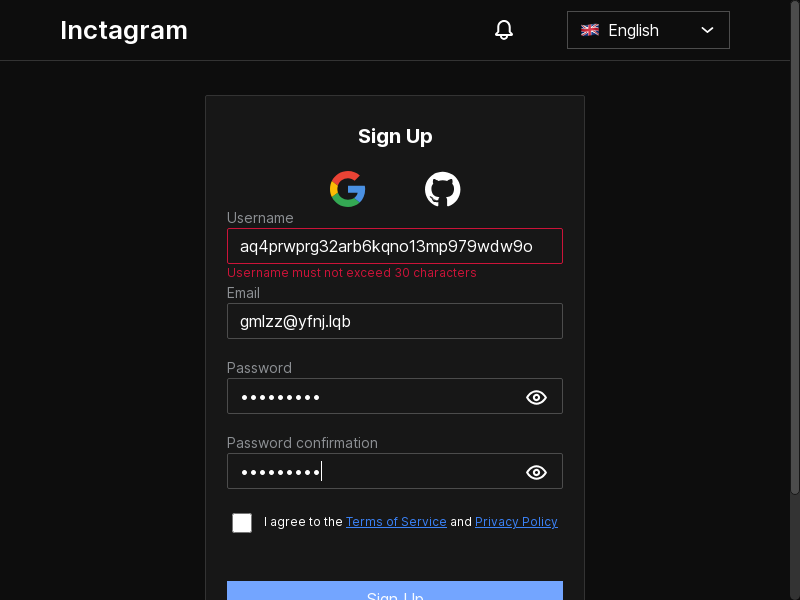 Inctagram
English
Sign Up
Username
aq4prwprg32arb6kqno13mp979wdw9o
Username must not exceed 30 characters
Email
gmlzz@yfnj.lqb
Password
•••••••••
Password confirmation
•••••••••
I agree to the Terms of Service and Privacy Policy
Sign Up